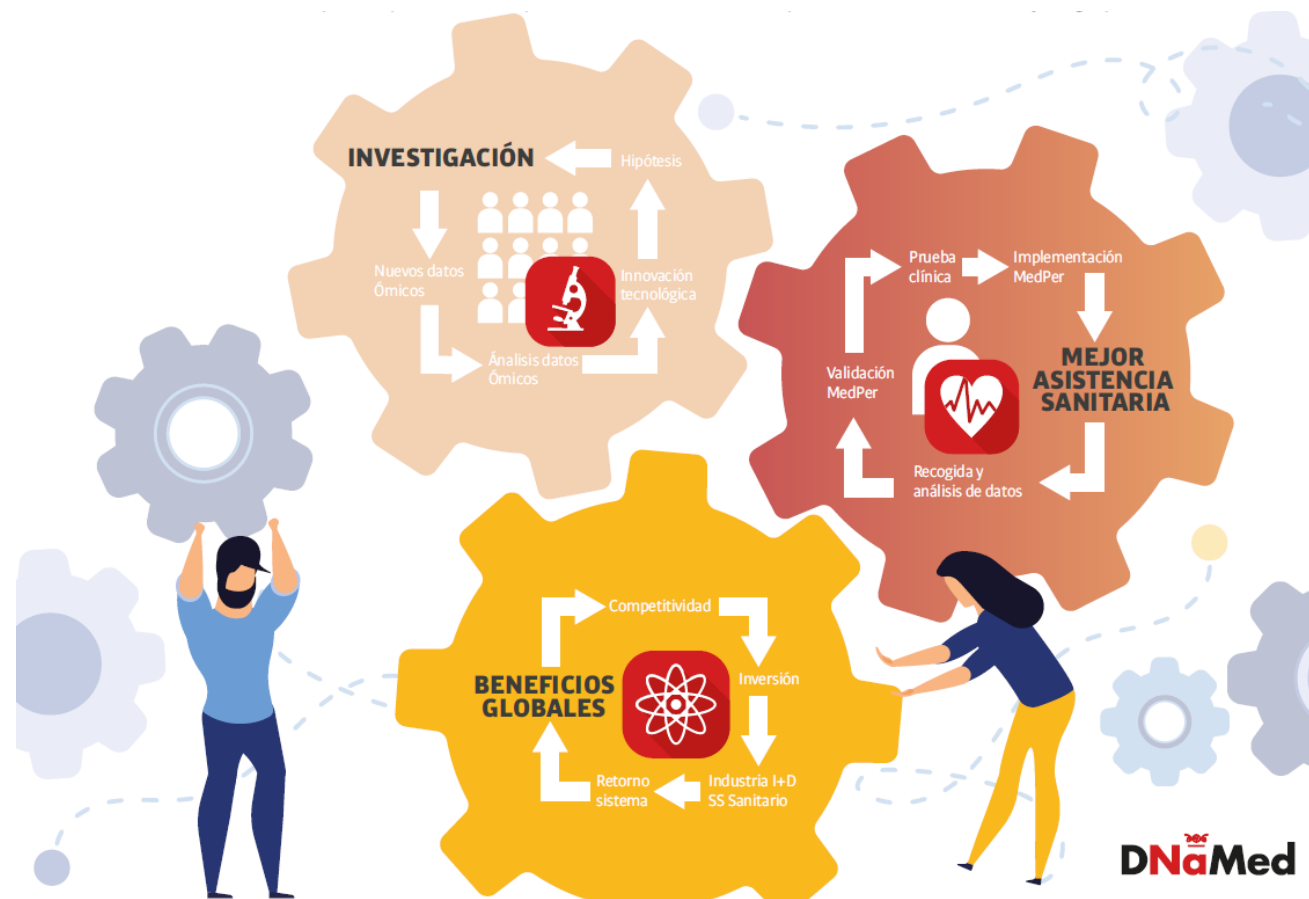 INVESTIGACIÓN
Hipótesis
Nuevos datos
Ómicos
Innovación
tecnológica
Ánalisis datos
Ómicos
Prueba
clínica
Implementación
MedPer
MEJOR
ASISTENCIA
SANITARIA
Validación
MedPer
Recogida y
análisis de datos
Competitividad
Inversión
BENEFICIOS
GLOBALES
Retorno
sistema
Industria I+D
SS Sanitario
DNaMed